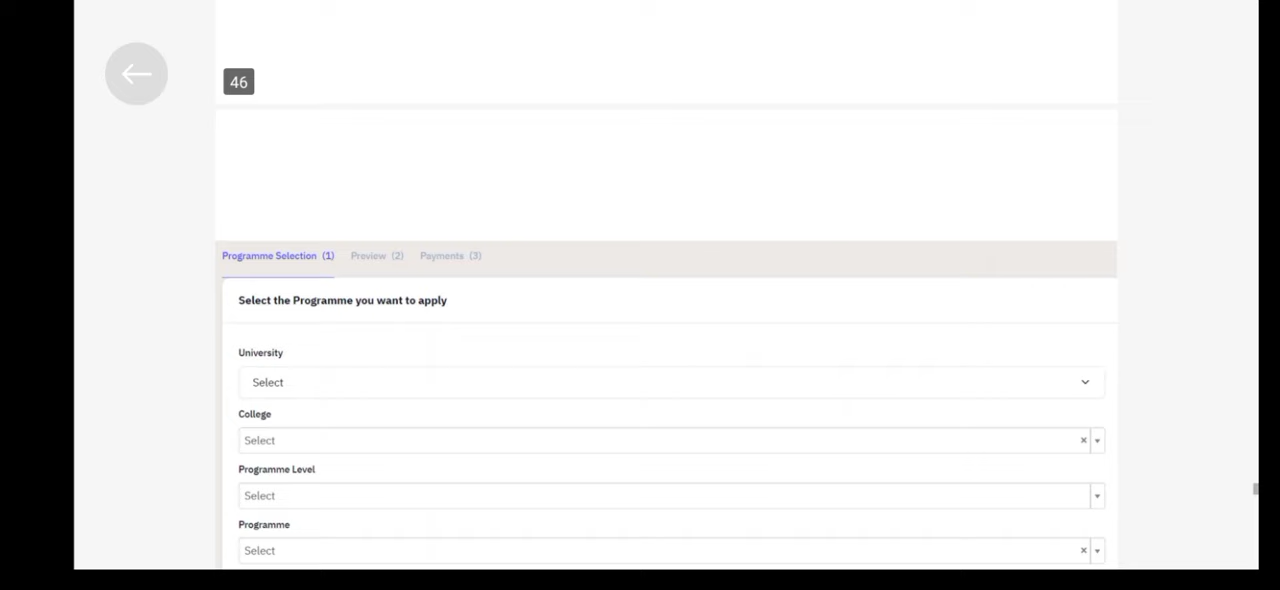 46
Programme Selection (1) Preview (2) Payments (3)
Select the Programme you want to apply
University
Select
College
Select
Programme Level
Select
Programme
Select